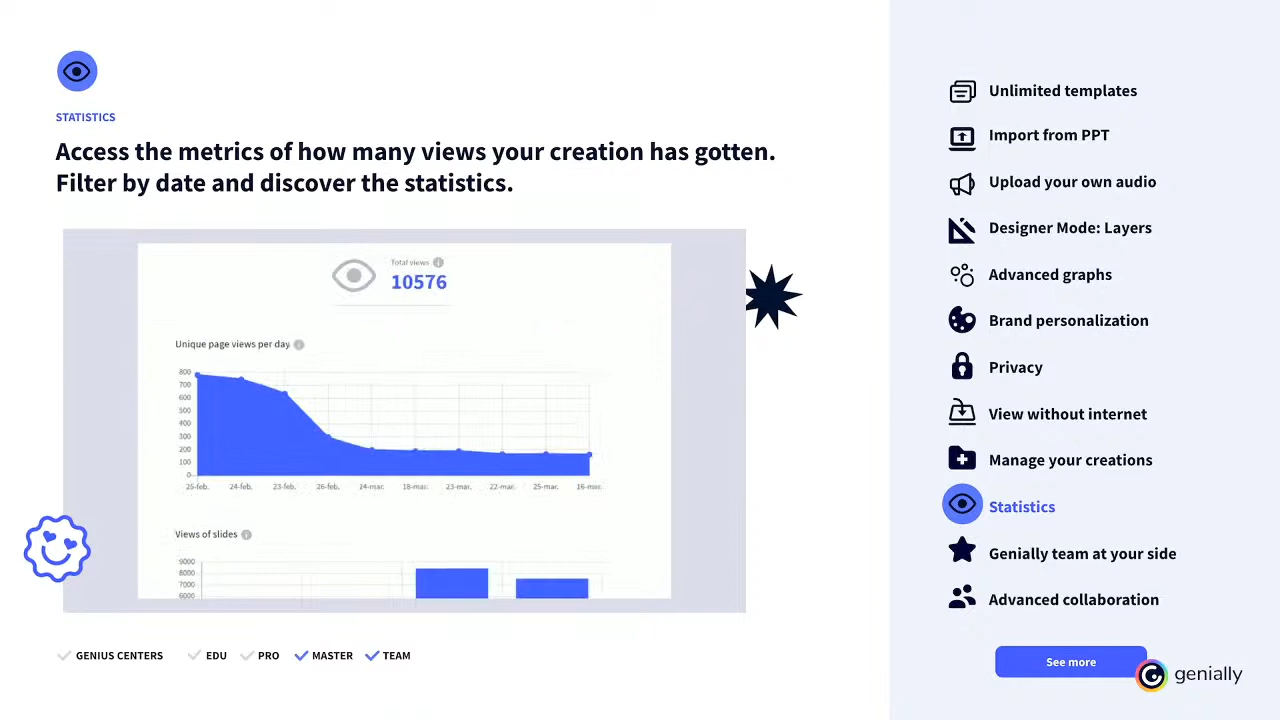 STATISTICS
Access the metrics of how many views your creation has gotten.
Filter by date and discover the statistics.
Total views
10576
Unique page views per day
800
700
600
500
400
300
200
100
0
25-feb. 24-feb. 23-feb. 26-feb. 24-mar. 18-mar. 23-mar. 22-mar. 25-mar. 16-mar.
Views of slides
9000
8000
7000
6000
GENIUS CENTERS EDU PRO MASTER TEAM
Unlimited templates
Import from PPT
Upload your own audio
Designer Mode: Layers
Advanced graphs
Brand personalization
Privacy
View without internet
Manage your creations
Statistics
Genially team at your side
Advanced collaboration
See more
genially